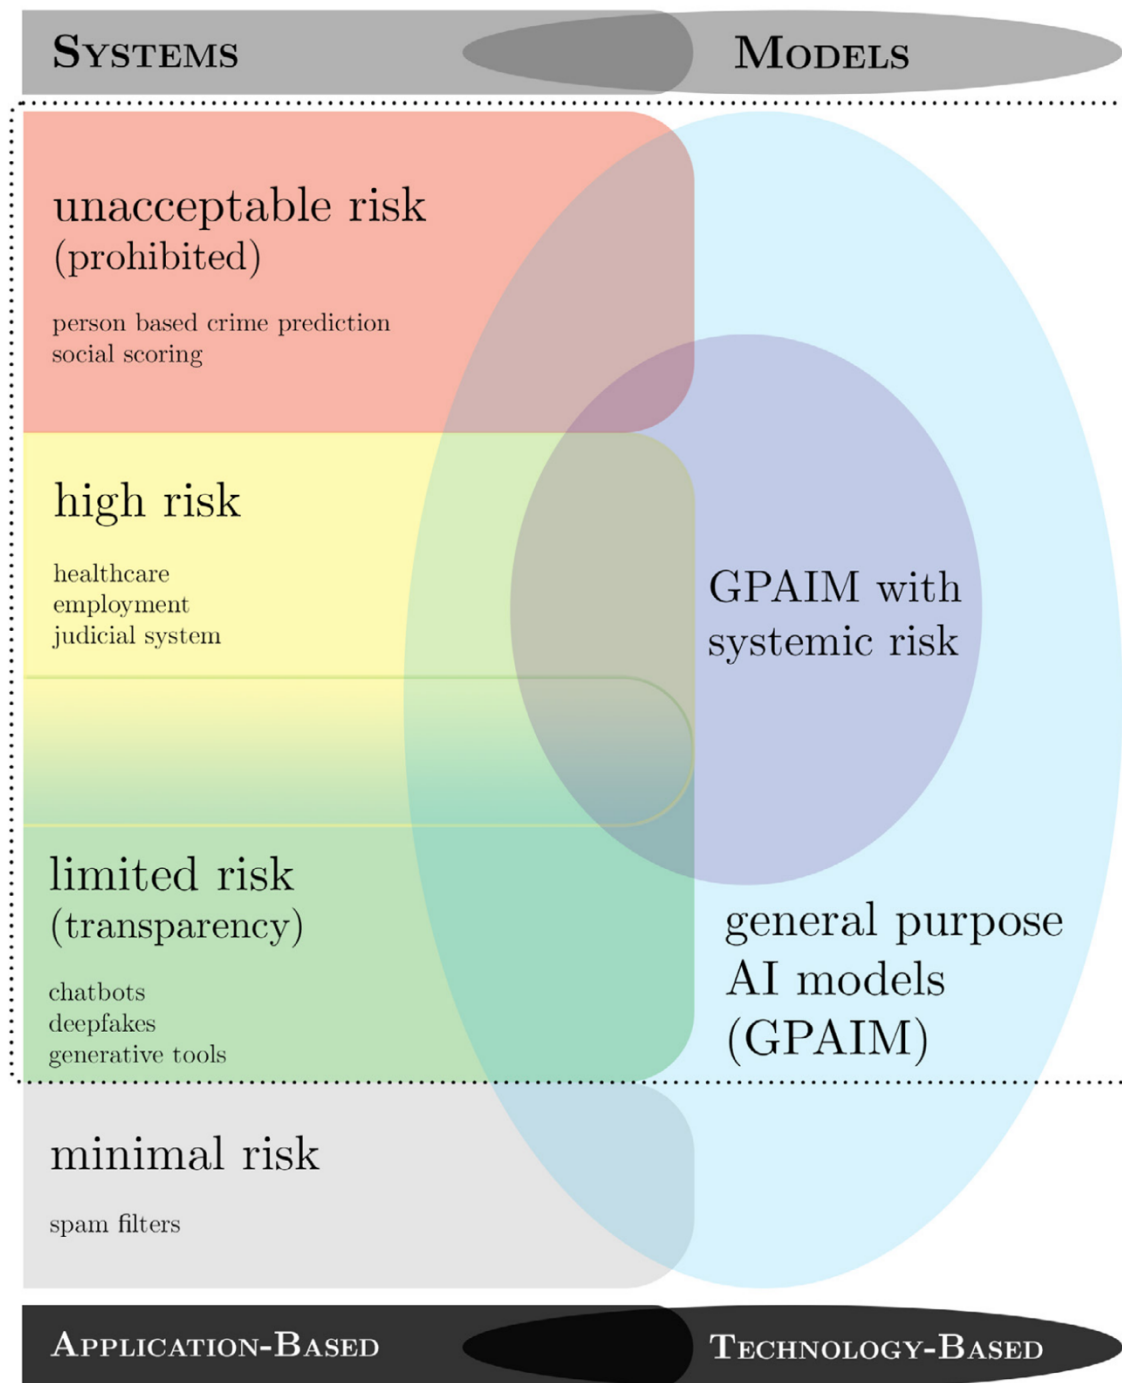 SYSTEMS
MODELS
unacceptable risk
(prohibited)
person based crime prediction
social scoring
high risk
healthcare
employment
judicial system
GPAIM with
systemic risk
limited risk
(transparency)
chatbots
deepfakes
generative tools
general purpose
AI models
(GPAIM)
minimal risk
spam filters
APPLICATION-BASED
TECHNOLOGY-BASED